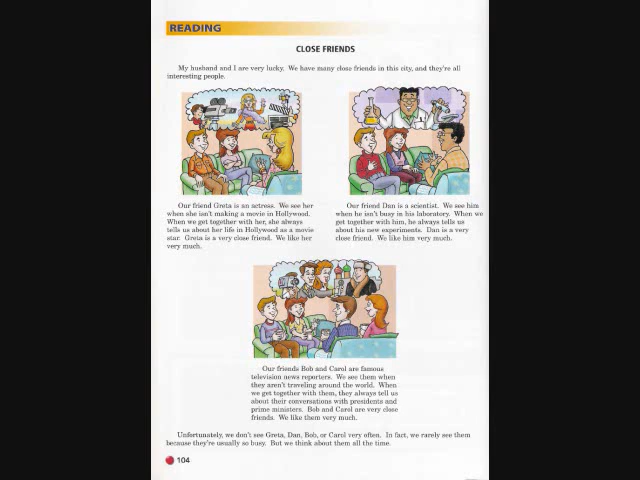 READING
CLOSE FRIENDS
My husband and I are very lucky. We have many close friends in this city, and they're all
interesting people.
Our friend Greta is an actress. We see her
when she isn't making a movie in Hollywood.
When we get together with her, she always
tells us about her life in Hollywood as a movie
star. Greta is a very close friend. We like her
very much.
Our friend Dan is a scientist. We see him
when he isn't busy in his laboratory. When we
get together with him, he always tells us
about his new experiments. Dan is a very
close friend. We like him very much.
Our friends Bob and Carol are famous
television news reporters. We see them when
they aren't traveling around the world. When
we get together with them, they always tell us
about their conversations with presidents and
prime ministers. Bob and Carol are very close
friends. We like them very much.
Unfortunately, we don't see Greta, Dan, Bob, or Carol very often. In fact, we rarely see them
because they're usually so busy. But we think about them all the time.
104